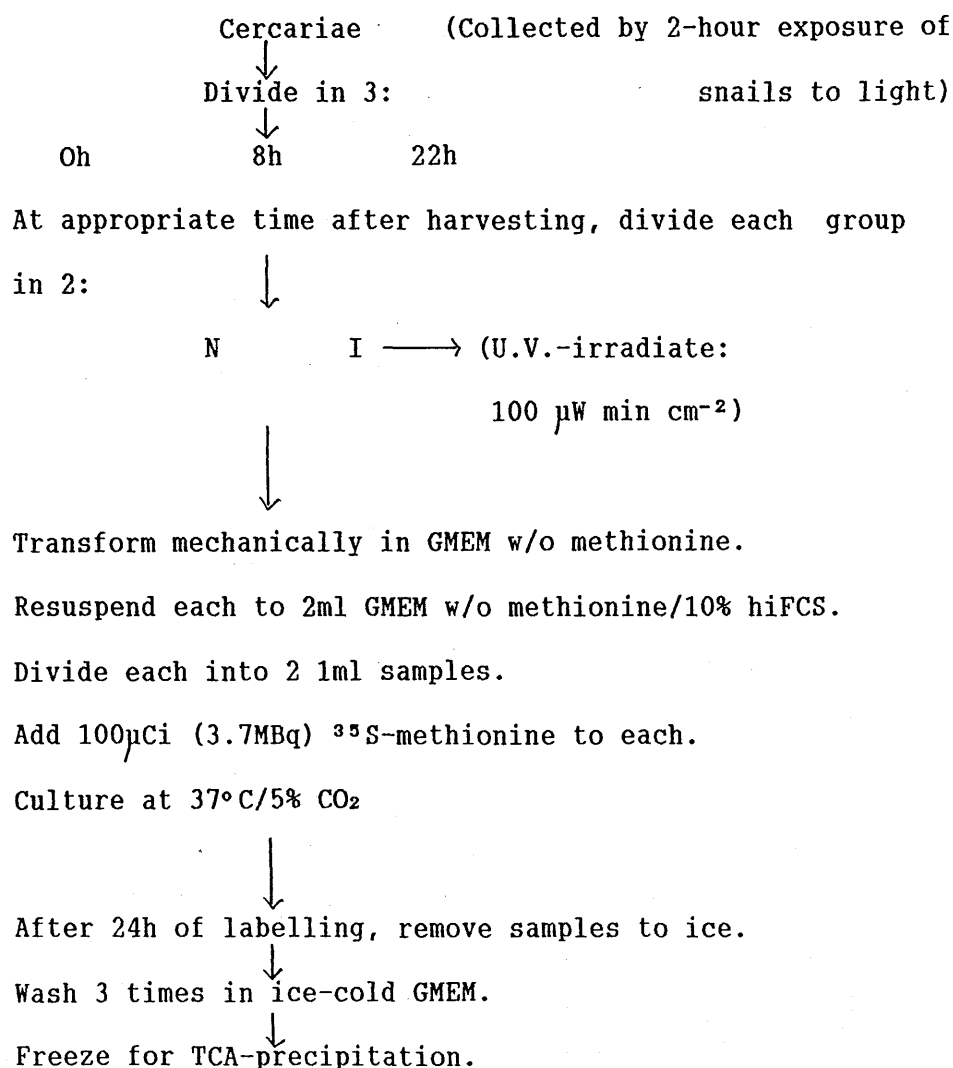 Cercariae (Collected by 2-hour exposure of
Divide in 3: snails to light)
0h 8h 22h
At appropriate time after harvesting, divide each group
in 2:
N I (U.V.-irradiate:
100 µW min cm⁻²)
Transform mechanically in GMEM w/o methionine.
Resuspend each to 2ml GMEM w/o methionine/10% hiFCS.
Divide each into 2 1ml samples.
Add 100µCi (3.7MBq) ³⁵S-methionine to each.
Culture at 37°C/5% CO₂
After 24h of labelling, remove samples to ice.
Wash 3 times in ice-cold GMEM.
Freeze for TCA-precipitation.